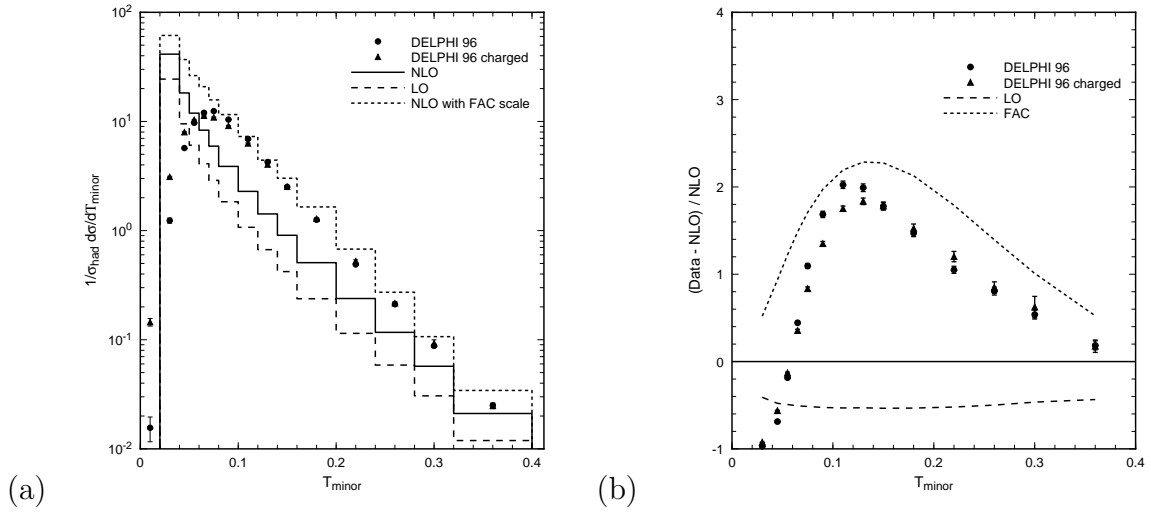 10²
10¹
10⁰
10⁻¹
10⁻²
0
0.1
0.2
0.3
0.4
1/σhad dσ/dTminor
Tminor
DELPHI 96
DELPHI 96 charged
NLO
LO
NLO with FAC scale
(a)
4
3
2
1
0
-1
0
0.1
0.2
0.3
0.4
(Data - NLO) / NLO
Tminor
DELPHI 96
DELPHI 96 charged
LO
FAC
(b)